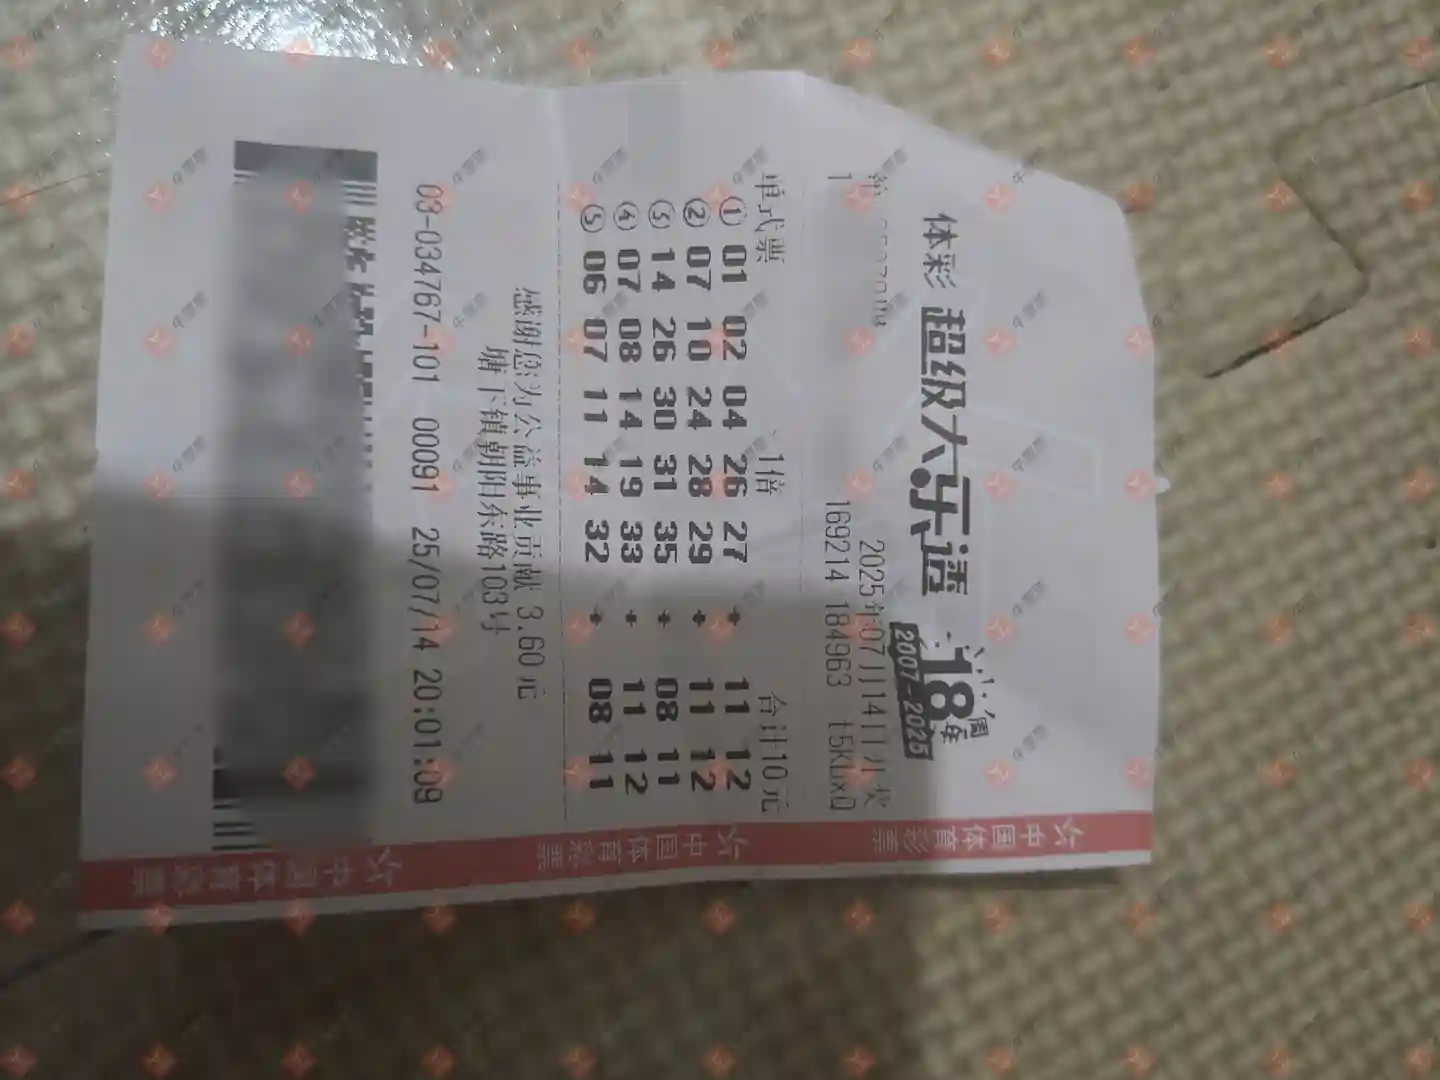 体彩 超级大乐透
18周年
2007-2025
2025年07月14日开奖
169214 184963
单式票 1倍 合计10元
① 01 02 04 26 27 + 11 12
② 07 10 24 28 29 + 11 12
③ 14 26 30 31 35 + 08 11
④ 07 08 14 19 33 + 11 12
⑤ 06 07 11 14 32 + 08 11
感谢您为公益事业贡献 3.60元
塘下镇朝阳东路103号
03-034767-101 00091 25/07/14 20:01:09
中国体育彩票 中国体育彩票 中国体育彩票